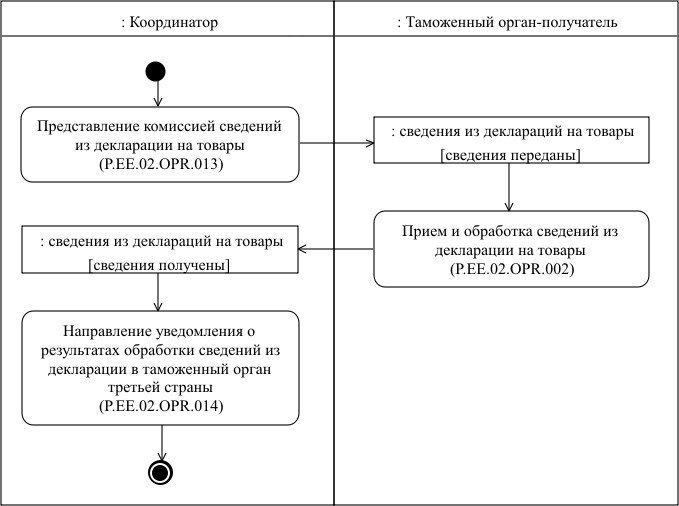 : Координатор
: Таможенный орган-получатель
Представление комиссией сведений
из декларации на товары
(P.EE.02.OPR.013)
: сведения из деклараций на товары
[сведения переданы]
Прием и обработка сведений из
декларации на товары
(P.EE.02.OPR.002)
: сведения из деклараций на товары
[сведения получены]
Направление уведомления о
результатах обработки сведений из
декларации в таможенный орган
третьей страны
(P.EE.02.OPR.014)